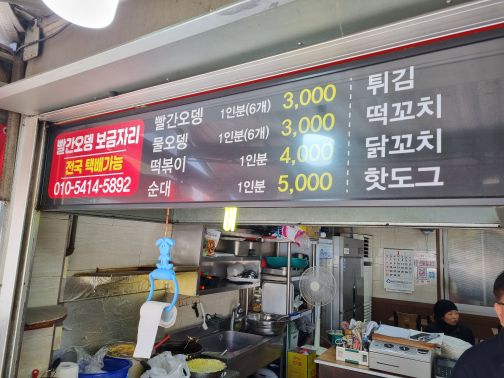 빨간오뎅 보금자리
전국 택배가능
010-5414-5892
빨간오뎅 1인분(6개) 3,000
물오뎅 1인분(6개) 3,000
떡볶이 1인분 4,000
순대 1인분 5,000
튀김
떡꼬치
닭꼬치
핫도그